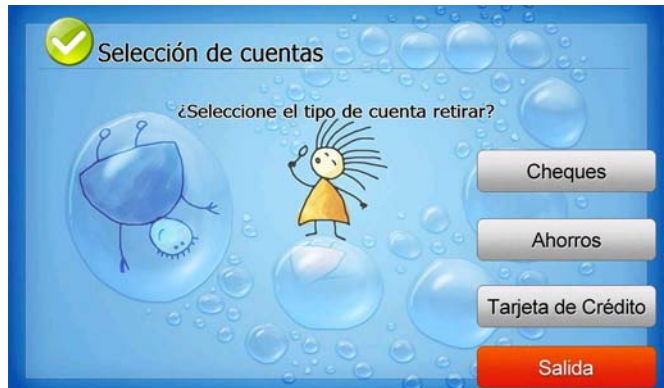 Selección de cuentas
¿Seleccione el tipo de cuenta retirar?
Cheques
Ahorros
Tarjeta de Crédito
Salida